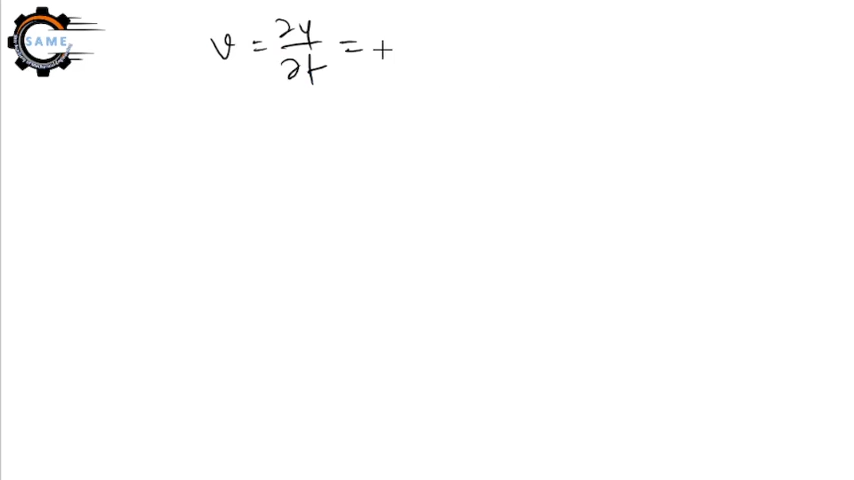 SAME
v = ∂y/∂t = +